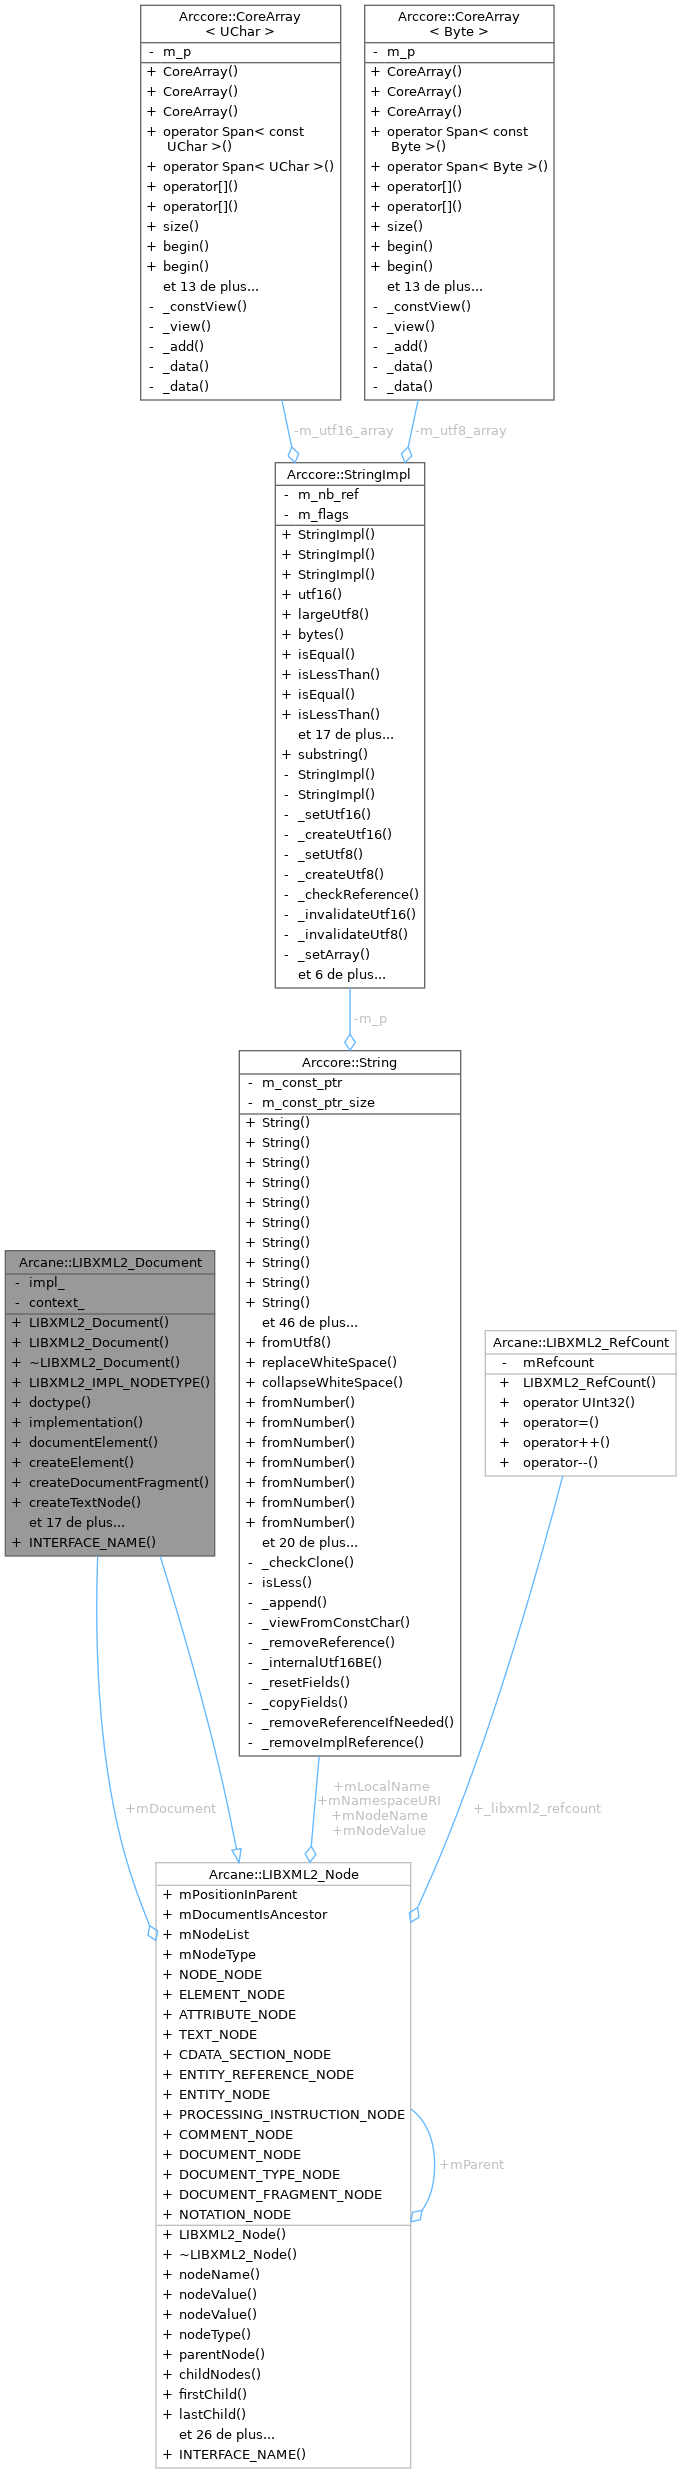 Arccore::CoreArray
< UChar >
- m_p
+ CoreArray()
+ CoreArray()
+ CoreArray()
+ operator Span< const
UChar >()
+ operator Span< UChar >()
+ operator[]()
+ operator[]()
+ size()
+ begin()
+ begin()
et 13 de plus...
- _constView()
- _view()
- _add()
- _data()
- _data()
Arccore::CoreArray
< Byte >
- m_p
+ CoreArray()
+ CoreArray()
+ CoreArray()
+ operator Span< const
Byte >()
+ operator Span< Byte >()
+ operator[]()
+ operator[]()
+ size()
+ begin()
+ begin()
et 13 de plus...
- _constView()
- _view()
- _add()
- _data()
- _data()
-m_utf16_array
-m_utf8_array
Arccore::StringImpl
- m_nb_ref
- m_flags
+ StringImpl()
+ StringImpl()
+ StringImpl()
+ utf16()
+ largeUtf8()
+ bytes()
+ isEqual()
+ isLessThan()
+ isEqual()
+ isLessThan()
et 17 de plus...
+ substring()
- StringImpl()
- StringImpl()
- _setUtf16()
- _createUtf16()
- _setUtf8()
- _createUtf8()
- _checkReference()
- _invalidateUtf16()
- _invalidateUtf8()
- _setArray()
et 6 de plus...
-m_p
Arccore::String
- m_const_ptr
- m_const_ptr_size
+ String()
+ String()
+ String()
+ String()
+ String()
+ String()
+ String()
+ String()
+ String()
+ String()
et 46 de plus...
+ fromUtf8()
+ replaceWhiteSpace()
+ collapseWhiteSpace()
+ fromNumber()
+ fromNumber()
+ fromNumber()
+ fromNumber()
+ fromNumber()
+ fromNumber()
+ fromNumber()
et 20 de plus...
- _checkClone()
- isLess()
- _append()
- _viewFromConstChar()
- _removeReference()
- _internalUtf16BE()
- _resetFields()
- _copyFields()
- _removeReferenceIfNeeded()
- _removeImplReference()
Arcane::LIBXML2_Document
- impl_
- context_
+ LIBXML2_Document()
+ LIBXML2_Document()
+ ~LIBXML2_Document()
+ LIBXML2_IMPL_NODETYPE()
+ doctype()
+ implementation()
+ documentElement()
+ createElement()
+ createDocumentFragment()
+ createTextNode()
et 17 de plus...
+ INTERFACE_NAME()
Arcane::LIBXML2_RefCount
- mRefcount
+ LIBXML2_RefCount()
+ operator UInt32()
+ operator=()
+ operator++()
+ operator--()
+mDocument
+mLocalName
+mNamespaceURI
+mNodeName
+mNodeValue
+_libxml2_refcount
Arcane::LIBXML2_Node
+ mPositionInParent
+ mDocumentIsAncestor
+ mNodeList
+ mNodeType
+ NODE_NODE
+ ELEMENT_NODE
+ ATTRIBUTE_NODE
+ TEXT_NODE
+ CDATA_SECTION_NODE
+ ENTITY_REFERENCE_NODE
+ ENTITY_NODE
+ PROCESSING_INSTRUCTION_NODE
+ COMMENT_NODE
+ DOCUMENT_NODE
+ DOCUMENT_TYPE_NODE
+ DOCUMENT_FRAGMENT_NODE
+ NOTATION_NODE
+ LIBXML2_Node()
+ ~LIBXML2_Node()
+ nodeName()
+ nodeValue()
+ nodeValue()
+ nodeType()
+ parentNode()
+ childNodes()
+ firstChild()
+ lastChild()
et 26 de plus...
+ INTERFACE_NAME()
+mParent